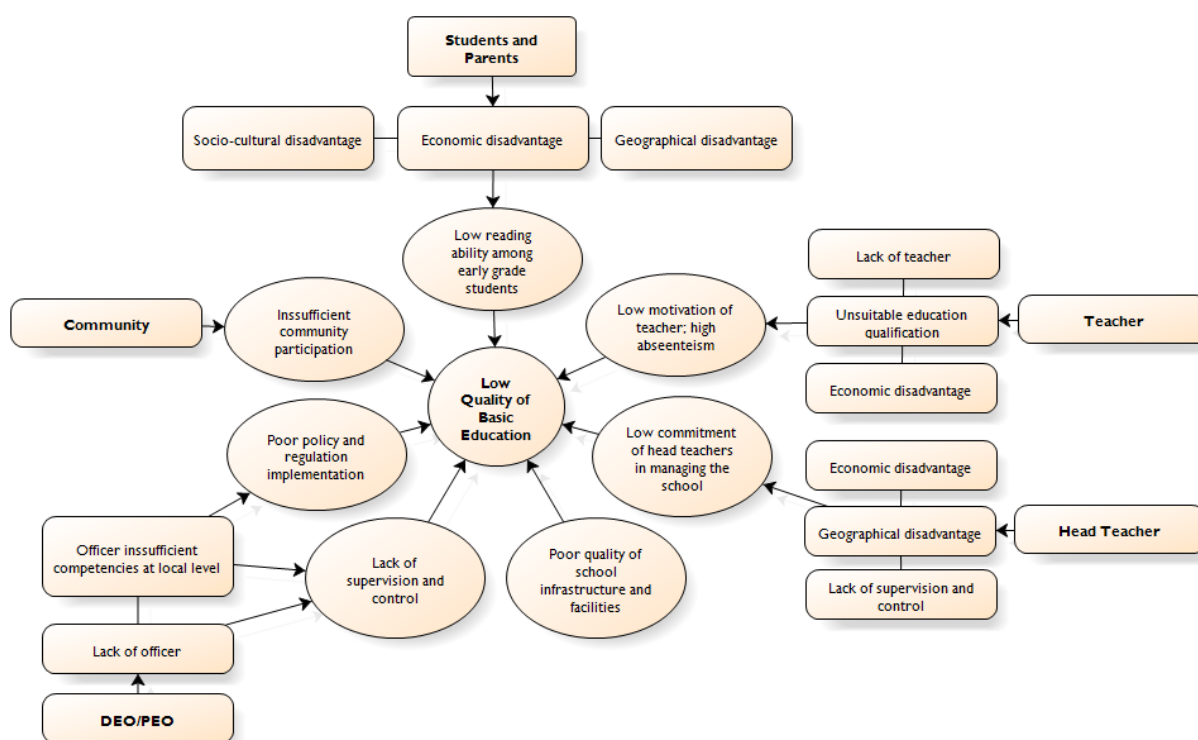 Students and
Parents
Socio-cultural disadvantage
Economic disadvantage
Geographical disadvantage
Low reading
ability among
early grade
students
Lack of teacher
Community
Inssufficient
community
participation
Low motivation of
teacher; high
abseenteism
Unsuitable education
qualification
Teacher
Economic disadvantage
Low
Quality of
Basic
Education
Poor policy and
regulation
implementation
Low commitment
of head teachers
in managing the
school
Economic disadvantage
Geographical disadvantage
Head Teacher
Lack of supervision and
control
Officer inssufficient
competencies at local level
Lack of
supervision and
control
Poor quality of
school
infrastructure and
facilities
Lack of officer
DEO/PEO